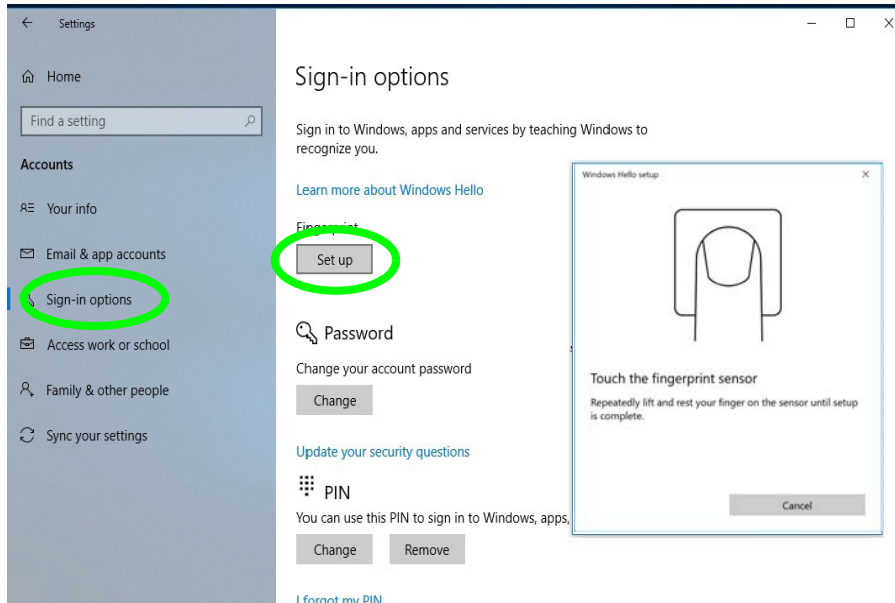 Settings
Home
Find a setting
Accounts
Your info
Email & app accounts
Sign-in options
Access work or school
Family & other people
Sync your settings
Sign-in options
Sign in to Windows, apps and services by teaching Windows to
recognize you.
Learn more about Windows Hello
Fingerprint
Set up
Password
Change your account password
Change
Update your security questions
PIN
You can use this PIN to sign in to Windows, apps,
Change Remove
I forgot my PIN
Windows Hello setup
Touch the fingerprint sensor
Repeatedly lift and rest your finger on the sensor until setup
is complete.
Cancel